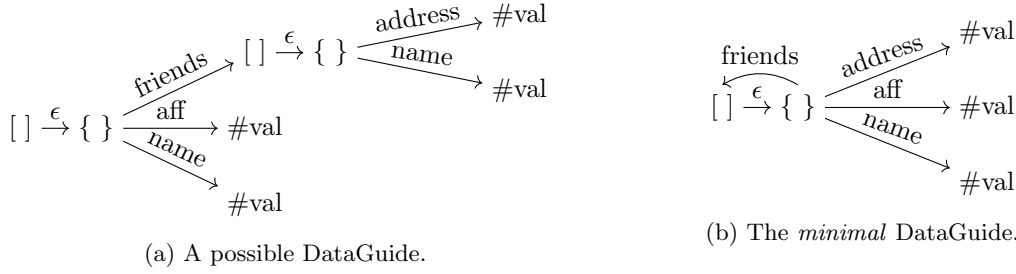 [ ] ϵ { } friends [ ] ϵ { } address #val
name #val
aff #val
name #val
(a) A possible DataGuide.
friends
[ ] ϵ { } address #val
aff #val
name #val
(b) The minimal DataGuide.